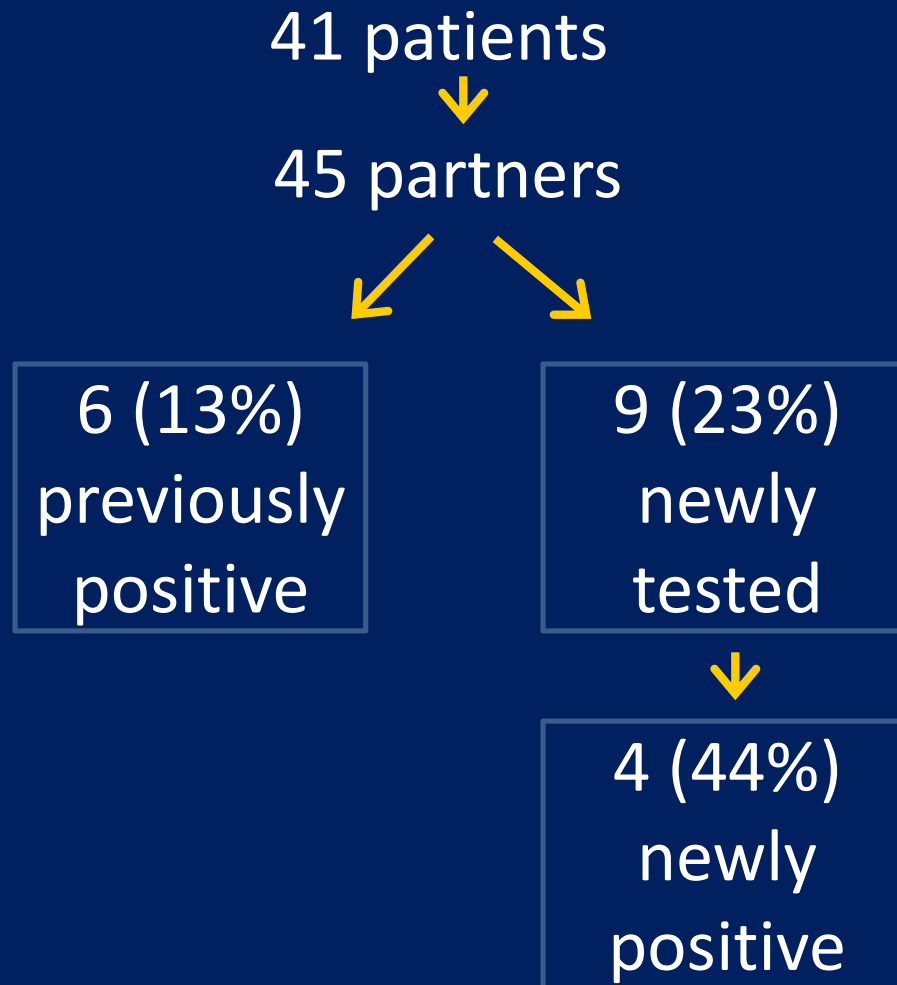 41 patients
45 partners
6 (13%)
previously
positive
9 (23%)
newly
tested
4 (44%)
newly
positive